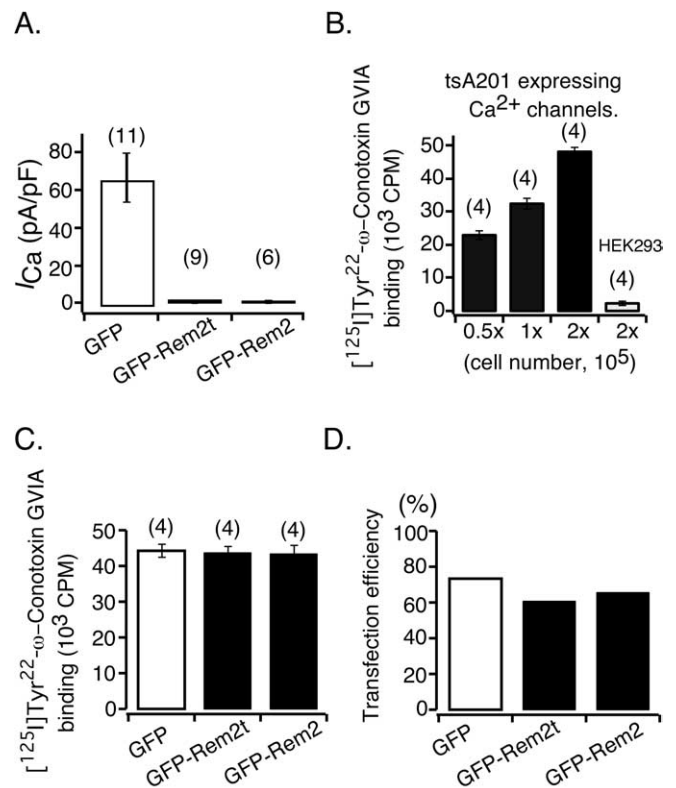 A.
I Ca (pA/pF)
80
60
40
20
0
(11)
(9)
(6)
GFP
GFP-Rem2t
GFP-Rem2
B.
tsA201 expressing
Ca2+ channels.
[125I]Tyr22-ω–Conotoxin GVIA
binding (103 CPM)
50
40
30
20
10
0
(4)
(4)
(4)
HEK293
(4)
0.5x 1x 2x 2x
(cell number, 105)
C.
[125I]Tyr22-ω–Conotoxin GVIA
binding (103 CPM)
50
40
30
20
10
0
(4) (4) (4)
GFP
GFP-Rem2t
GFP-Rem2
D.
(%)
Transfection efficiency
100
80
60
40
20
0
GFP
GFP-Rem2t
GFP-Rem2